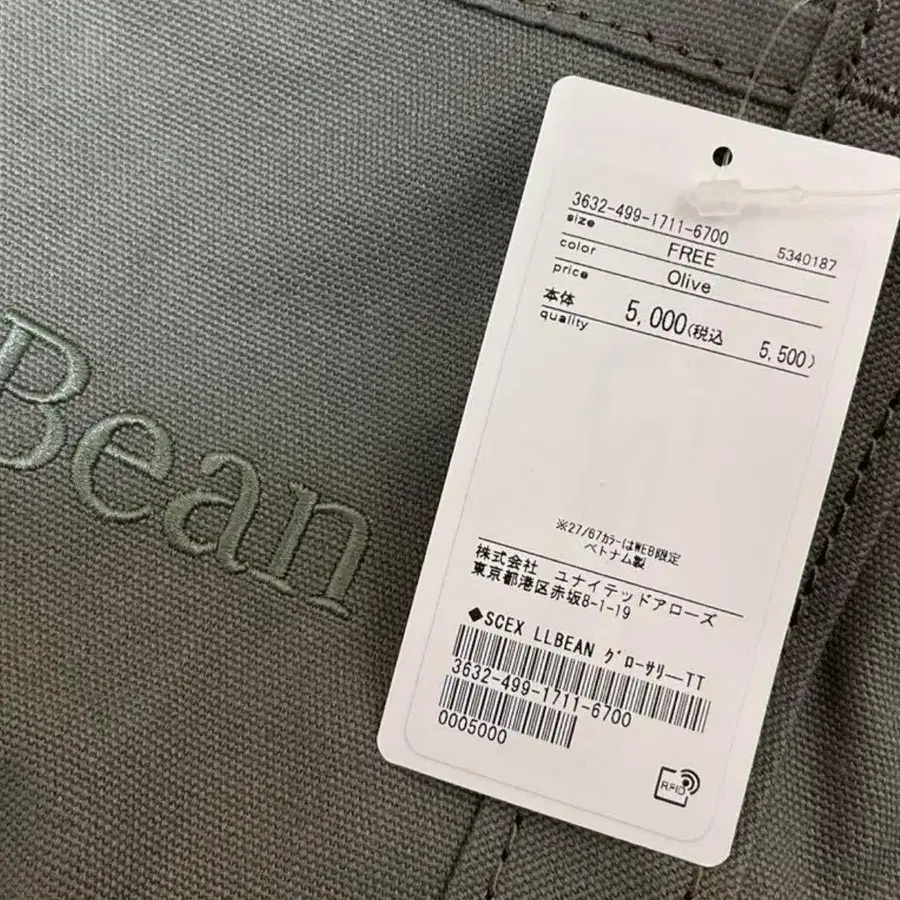 Bean
3632-499-1711-6700
size FREE 5340187
color Olive
price
本体 5,000(税込 5,500)
quality
※27/67ｶﾗｰはWEB限定
ベトナム製
株式会社 ユナイテッドアローズ
東京都港区赤坂8-1-19
◆SCEX LLBEAN ｸﾞﾛｰｻﾘ―TT
3632-499-1711-6700
0005000
RFID